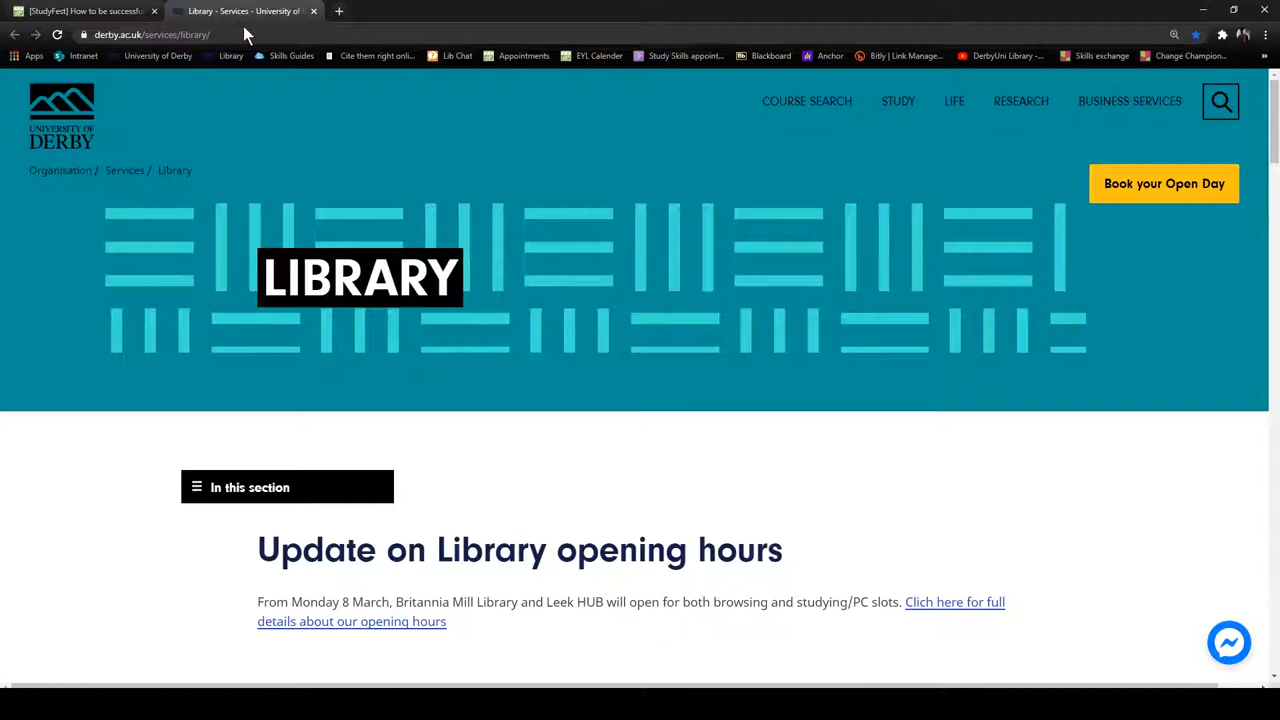 [StudyFest] How to be successfu
Library - Services - University of
derby.ac.uk/services/library/
Apps
Intranet
University of Derby
Library
Skills Guides
Cite them right onlin...
Lib Chat
Appointments
EYL Calender
Study Skills appoint...
Blackboard
Anchor
Bitly | Link Manage...
DerbyUni Library -...
Skills exchange
Change Champion...
UNIVERSITY OF
DERBY
COURSE SEARCH
STUDY
LIFE
RESEARCH
BUSINESS SERVICES
Organisation / Services / Library
Book your Open Day
LIBRARY
In this section
Update on Library opening hours
From Monday 8 March, Britannia Mill Library and Leek HUB will open for both browsing and studying/PC slots. Clich here for full
details about our opening hours